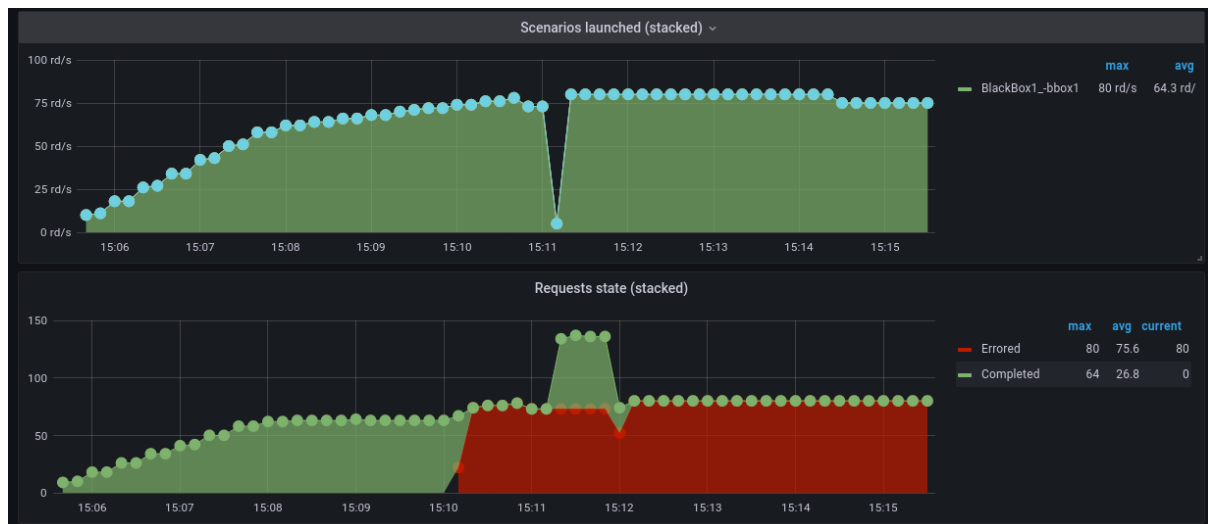 Scenarios launched (stacked)
100 rd/s
75 rd/s
50 rd/s
25 rd/s
0 rd/s
15:06 15:07 15:08 15:09 15:10 15:11 15:12 15:13 15:14 15:15
max avg
BlackBox1_-bbox1 80 rd/s 64.3 rd/
Requests state (stacked)
150
100
50
0
15:06 15:07 15:08 15:09 15:10 15:11 15:12 15:13 15:14 15:15
max avg current
Errored 80 75.6 80
Completed 64 26.8 0